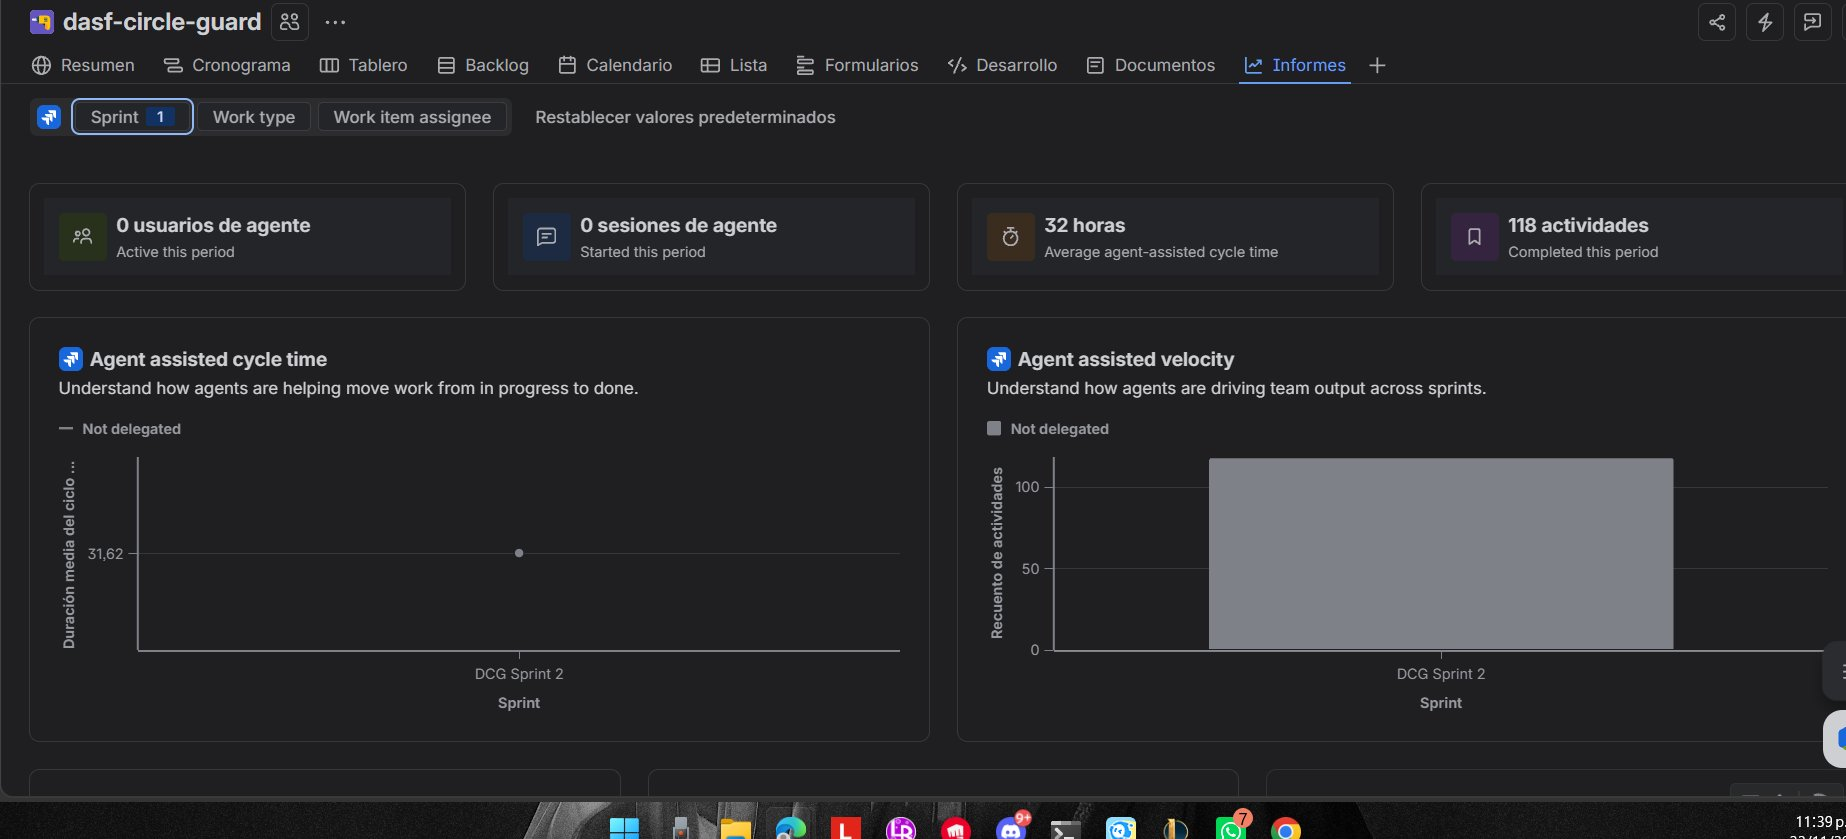 dasf-circle-guard
Resumen Cronograma Tablero Backlog Calendario Lista Formularios Desarrollo Documentos Informes
Sprint 1 Work type Work item assignee Restablecer valores predeterminados
0 usuarios de agente
Active this period
0 sesiones de agente
Started this period
32 horas
Average agent-assisted cycle time
118 actividades
Completed this period
Agent assisted cycle time
Understand how agents are helping move work from in progress to done.
Not delegated
Duración media del ciclo ...
31,62
DCG Sprint 2
Sprint
Agent assisted velocity
Understand how agents are driving team output across sprints.
Not delegated
Recuento de actividades
100
50
0
DCG Sprint 2
Sprint
L
LR
9+
7
11:39 p